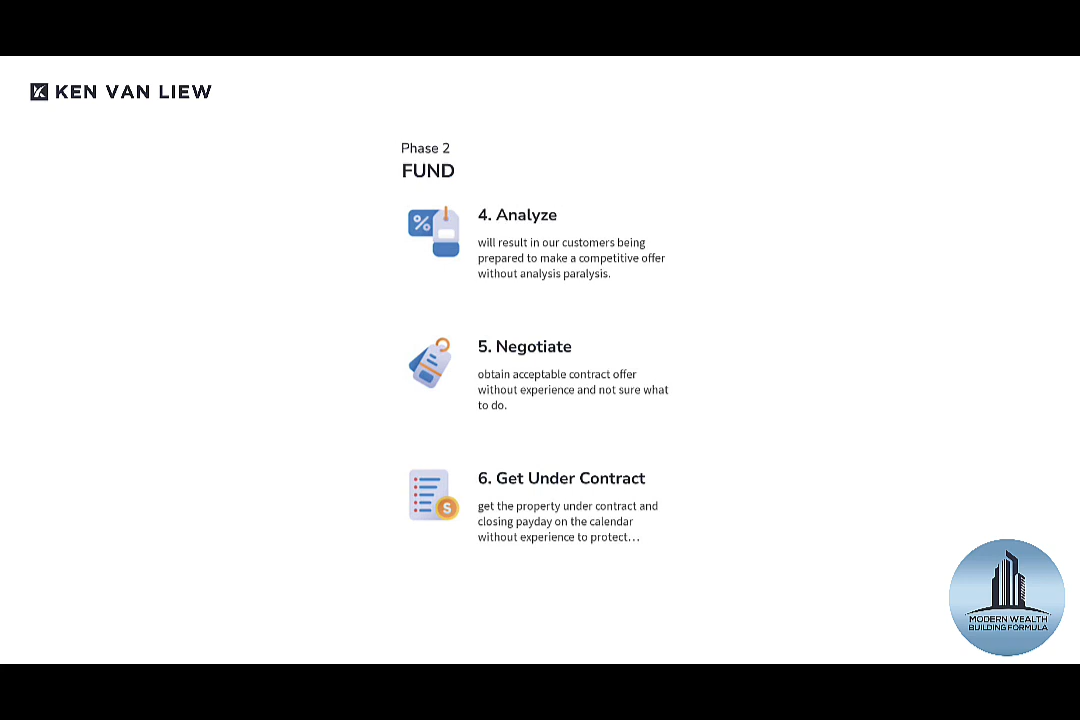 KEN VAN LIEW
Phase 2
FUND
%
4. Analyze
will result in our customers being
prepared to make a competitive offer
without analysis paralysis.
5. Negotiate
obtain acceptable contract offer
without experience and not sure what
to do.
6. Get Under Contract
get the property under contract and
closing payday on the calendar
without experience to protect...
$
MODERN WEALTH
BUILDING FORMULA